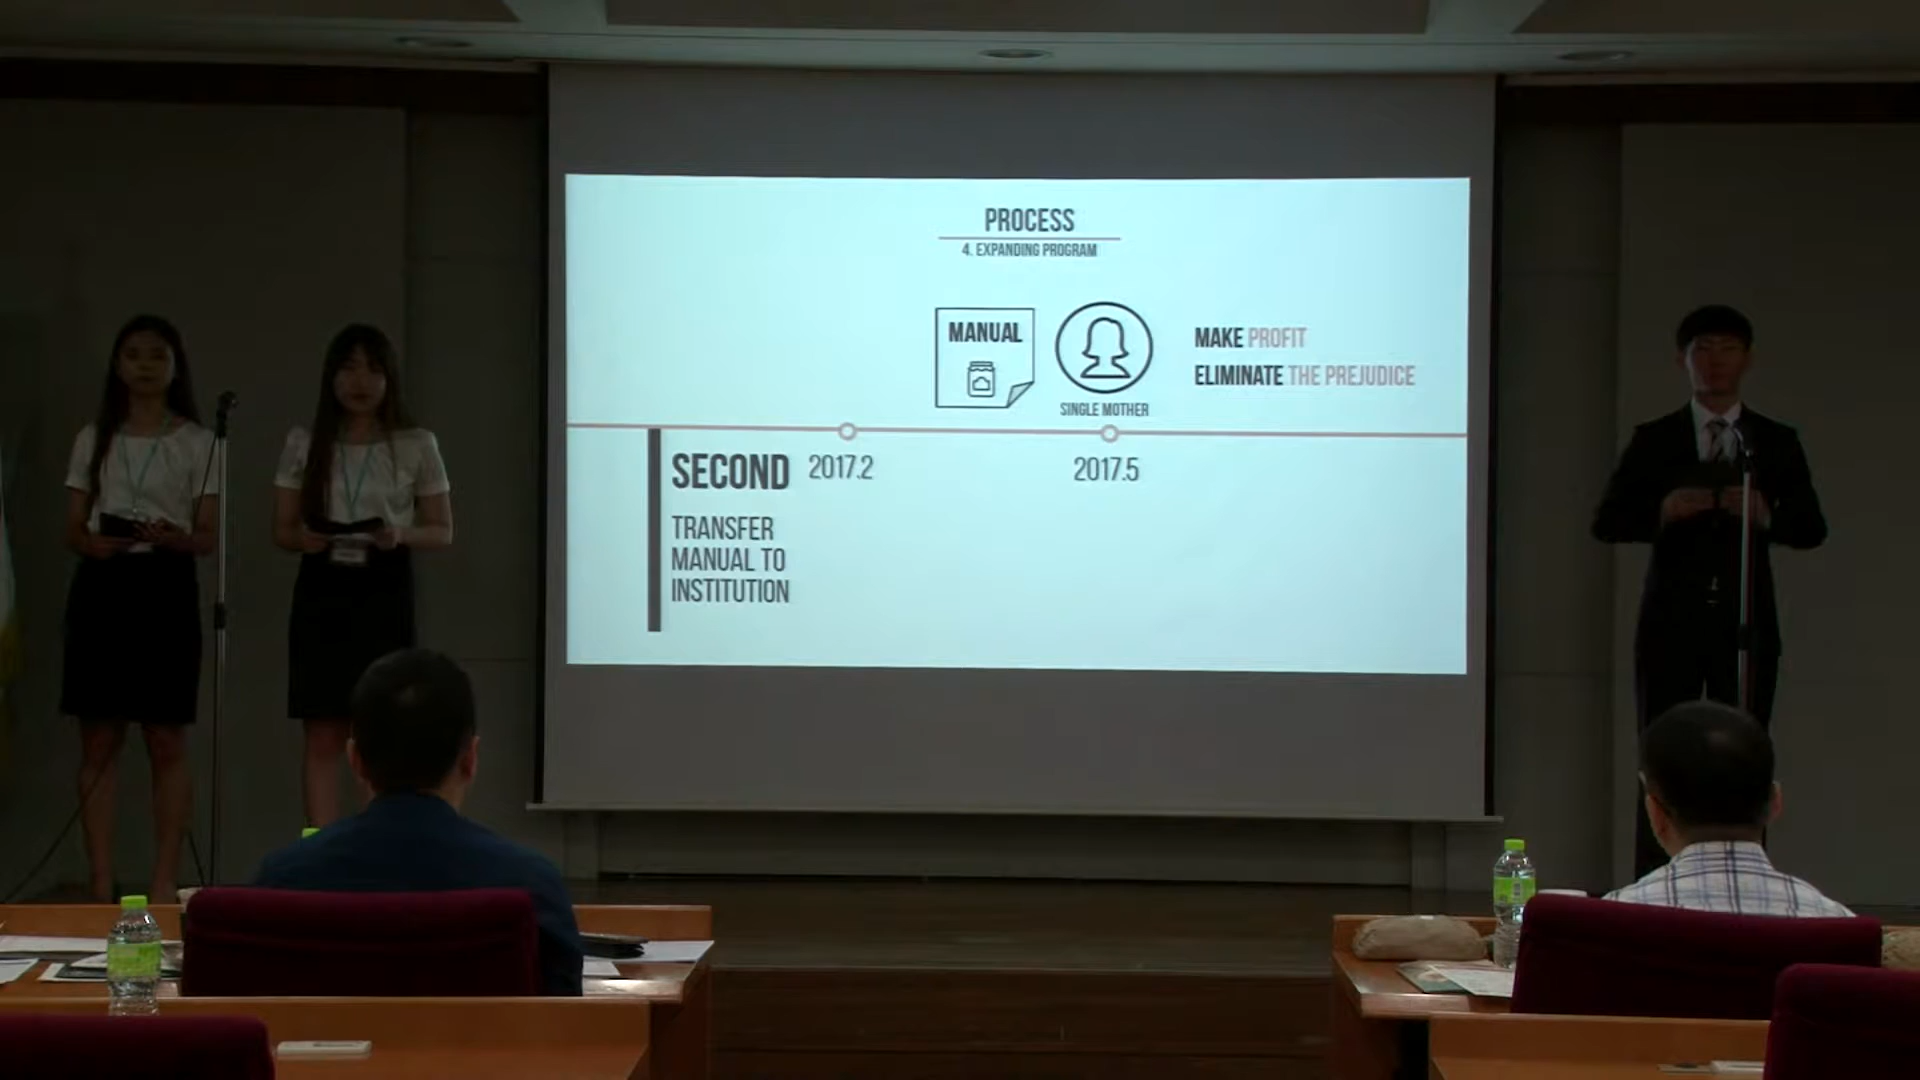 PROCESS
4. EXPANDING PROGRAM
MANUAL
SINGLE MOTHER
MAKE PROFIT
ELIMINATE THE PREJUDICE
SECOND
2017.2
2017.5
TRANSFER
MANUAL TO
INSTITUTION